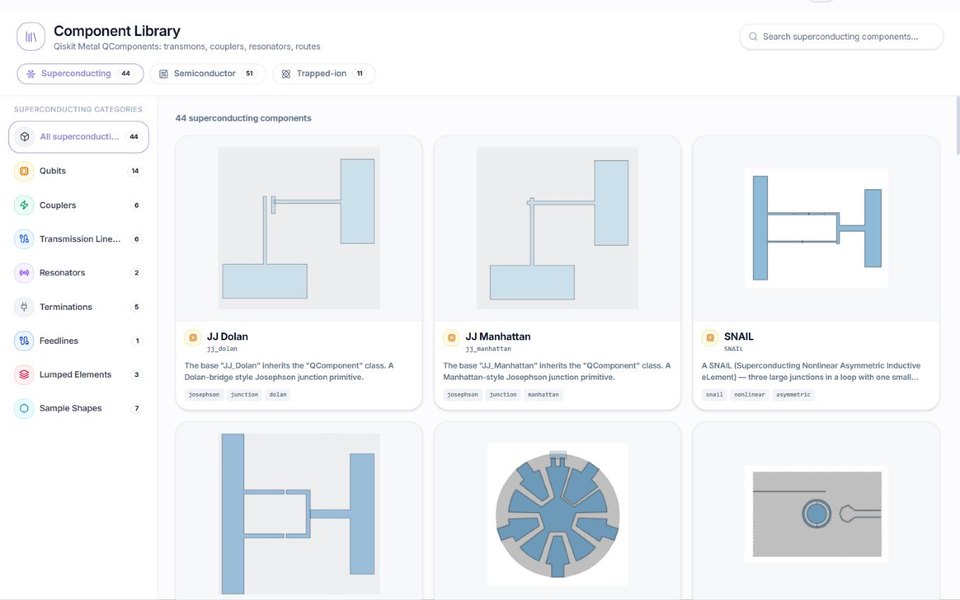 Component Library
Qiskit Metal QComponents: transmons, couplers, resonators, routes
Search superconducting components...
Superconducting 44
Semiconductor 51
Trapped-ion 11
SUPERCONDUCTING CATEGORIES
All superconducti... 44
Qubits 14
Couplers 6
Transmission Line... 6
Resonators 2
Terminations 5
Feedlines 1
Lumped Elements 3
Sample Shapes 7
44 superconducting components
JJ Dolan
jj_dolan
The base "JJ_Dolan" inherits the "QComponent" class. A
Dolan-bridge style Josephson junction primitive.
josephson junction dolan
JJ Manhattan
jj_manhattan
The base "JJ_Manhattan" inherits the "QComponent" class. A
Manhattan-style Josephson junction primitive.
josephson junction manhattan
SNAIL
SNAIL
A SNAIL (Superconducting Nonlinear Asymmetric Inductive
eLement) — three large junctions in a loop with one small...
snail nonlinear asymmetric